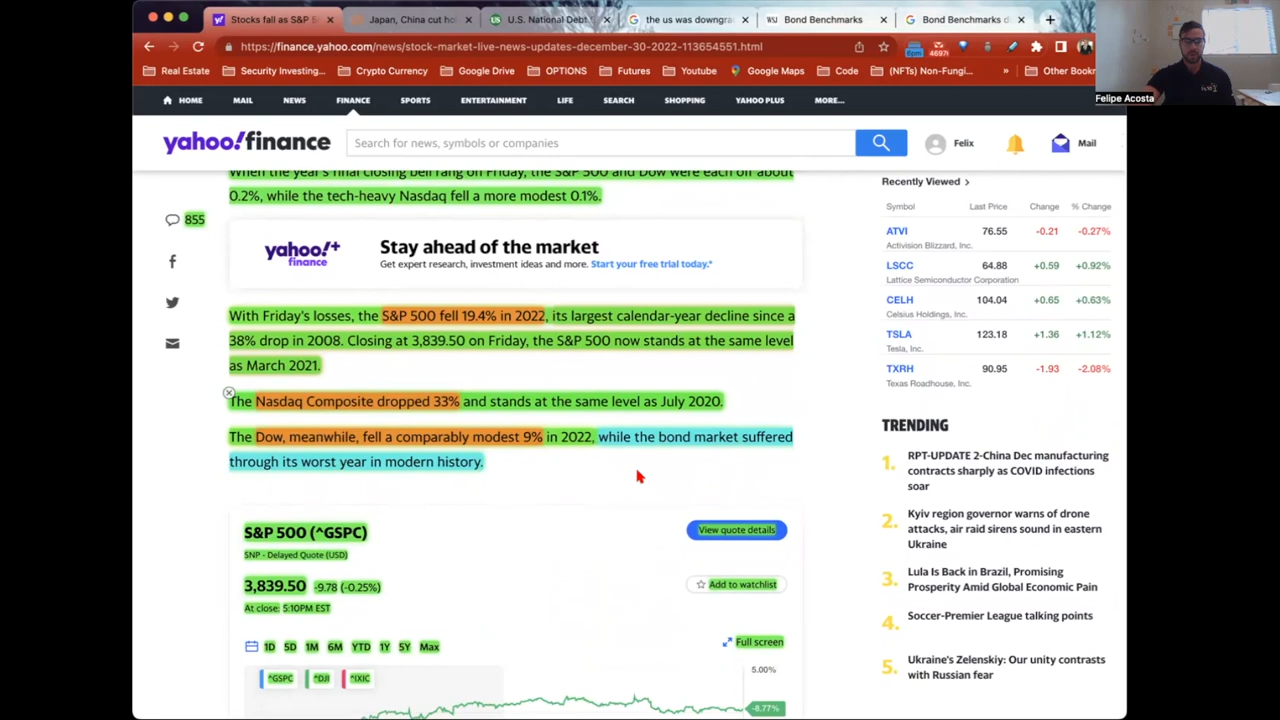 Stocks fall as S&P 5
Japan, China cut hol
U.S. National Debt
the us was downgra
WSJ Bond Benchmarks
Bond Benchmarks d
https://finance.yahoo.com/news/stock-market-live-news-updates-december-30-2022-113654551.html
Real Estate
Security Investing...
Crypto Currency
Google Drive
OPTIONS
Futures
Youtube
Google Maps
Code
(NFTs) Non-Fungi...
»
Other Bookr
Felipe Acosta
HOME MAIL NEWS FINANCE SPORTS ENTERTAINMENT LIFE SEARCH SHOPPING YAHOO PLUS MORE...
yahoo!finance
Search for news, symbols or companies
Felix
Mail
When the year's final closing bell rang on Friday, the S&P 500 and Dow were each off about
0.2%, while the tech-heavy Nasdaq fell a more modest 0.1%.
855
yahoo!+
finance
Stay ahead of the market
Get expert research, investment ideas and more. Start your free trial today.*
With Friday's losses, the S&P 500 fell 19.4% in 2022, its largest calendar-year decline since a
38% drop in 2008. Closing at 3,839.50 on Friday, the S&P 500 now stands at the same level
as March 2021.
The Nasdaq Composite dropped 33% and stands at the same level as July 2020.
The Dow, meanwhile, fell a comparably modest 9% in 2022, while the bond market suffered
through its worst year in modern history.
S&P 500 (^GSPC)
View quote details
SNP - Delayed Quote (USD)
3,839.50 -9.78 (-0.25%)
Add to watchlist
At close: 5:10PM EST
1D 5D 1M 6M YTD 1Y 5Y Max
Full screen
^GSPC ^DJI ^IXIC
5.00%
-8.77%
Recently Viewed >
Symbol Last Price Change % Change
ATVI 76.55 -0.21 -0.27%
Activision Blizzard, Inc.
LSCC 64.88 +0.59 +0.92%
Lattice Semiconductor Corporation
CELH 104.04 +0.65 +0.63%
Celsius Holdings, Inc.
TSLA 123.18 +1.36 +1.12%
Tesla, Inc.
TXRH 90.95 -1.93 -2.08%
Texas Roadhouse, Inc.
TRENDING
1. RPT-UPDATE 2-China Dec manufacturing
contracts sharply as COVID infections
soar
2. Kyiv region governor warns of drone
attacks, air raid sirens sound in eastern
Ukraine
3. Lula Is Back in Brazil, Promising
Prosperity Amid Global Economic Pain
4. Soccer-Premier League talking points
5. Ukraine's Zelenskiy: Our unity contrasts
with Russian fear